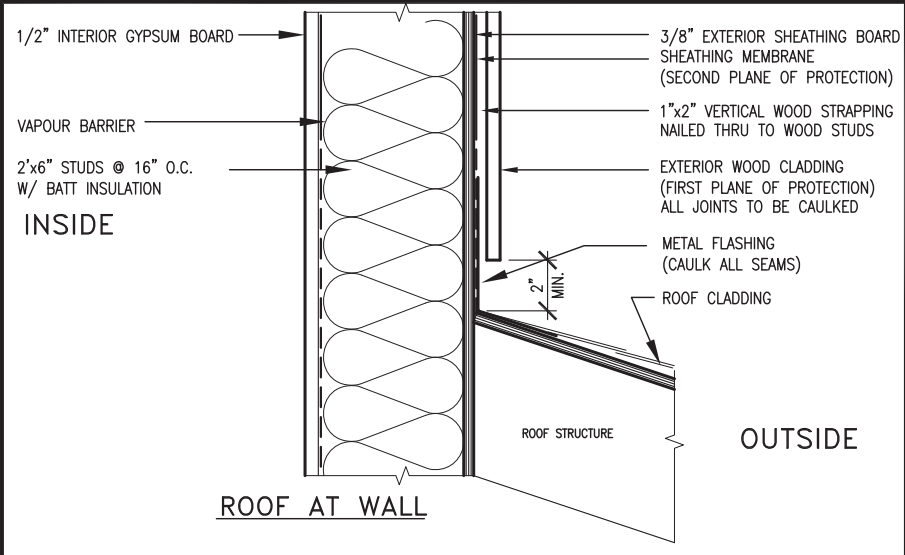 1/2" INTERIOR GYPSUM BOARD
VAPOUR BARRIER
2'x6" STUDS @ 16" O.C.
W/ BATT INSULATION
INSIDE
3/8" EXTERIOR SHEATHING BOARD
SHEATHING MEMBRANE
(SECOND PLANE OF PROTECTION)
1"x2" VERTICAL WOOD STRAPPING
NAILED THRU TO WOOD STUDS
EXTERIOR WOOD CLADDING
(FIRST PLANE OF PROTECTION)
ALL JOINTS TO BE CAULKED
METAL FLASHING
(CAULK ALL SEAMS)
2"
MIN.
ROOF CLADDING
ROOF STRUCTURE
OUTSIDE
ROOF AT WALL